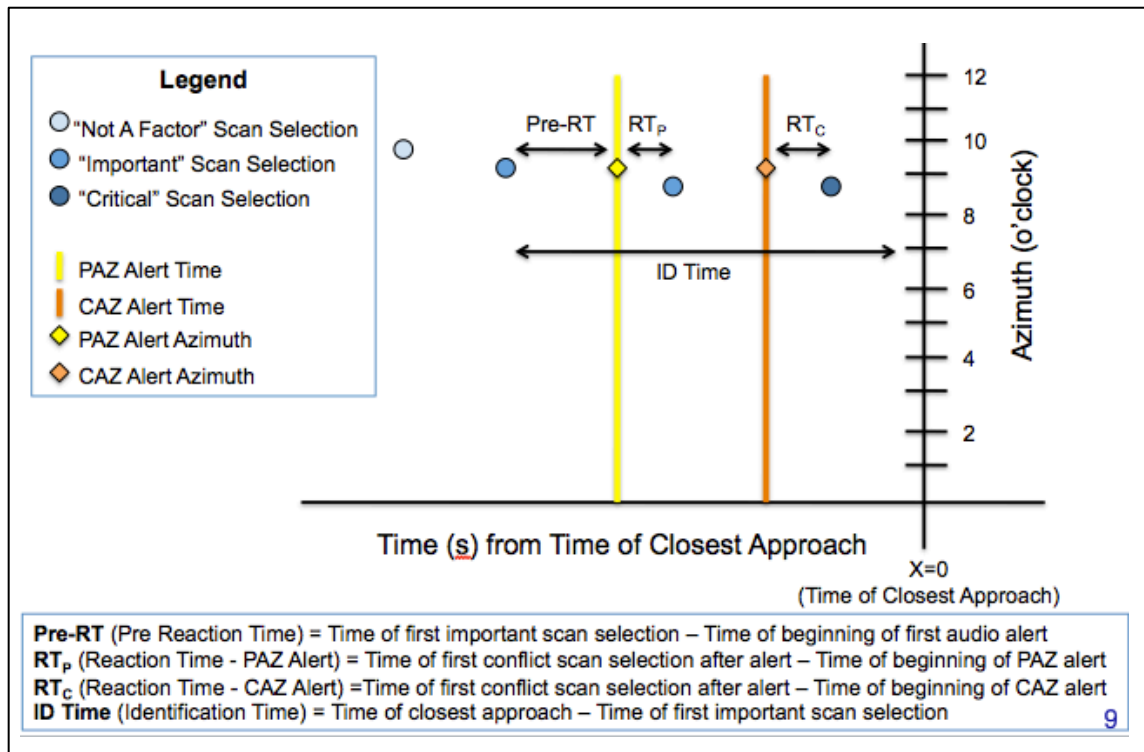 Legend
"Not A Factor" Scan Selection
"Important" Scan Selection
"Critical" Scan Selection
PAZ Alert Time
CAZ Alert Time
PAZ Alert Azimuth
CAZ Alert Azimuth
Pre-RT
RTP
RTC
ID Time
12
10
8
6
4
2
Azimuth (o'clock)
Time (s) from Time of Closest Approach
X=0
(Time of Closest Approach)
Pre-RT (Pre Reaction Time) = Time of first important scan selection – Time of beginning of first audio alert
RTP (Reaction Time - PAZ Alert) = Time of first conflict scan selection after alert – Time of beginning of PAZ alert
RTC (Reaction Time - CAZ Alert) =Time of first conflict scan selection after alert – Time of beginning of CAZ alert
ID Time (Identification Time) = Time of closest approach – Time of first important scan selection
9